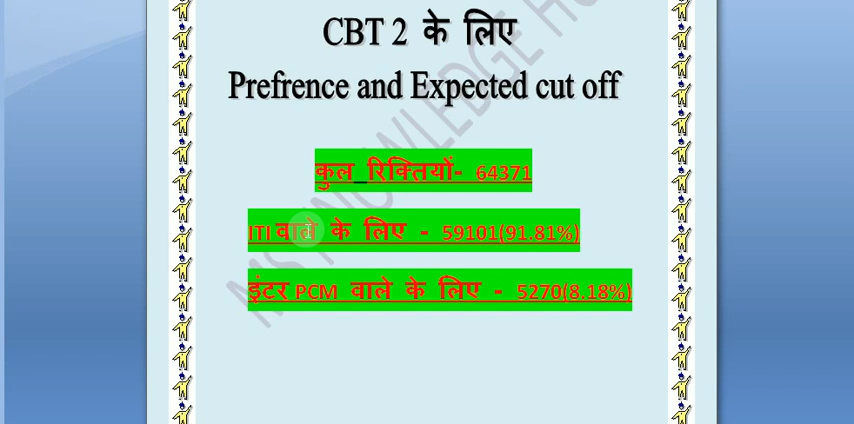 CBT 2 के लिए
Prefrence and Expected cut off
कुल_रिक्तियों- 64371
ITI वाले के लिए - 59101(91.81%)
इंटर PCM वाले के लिए - 5270(8.18%)